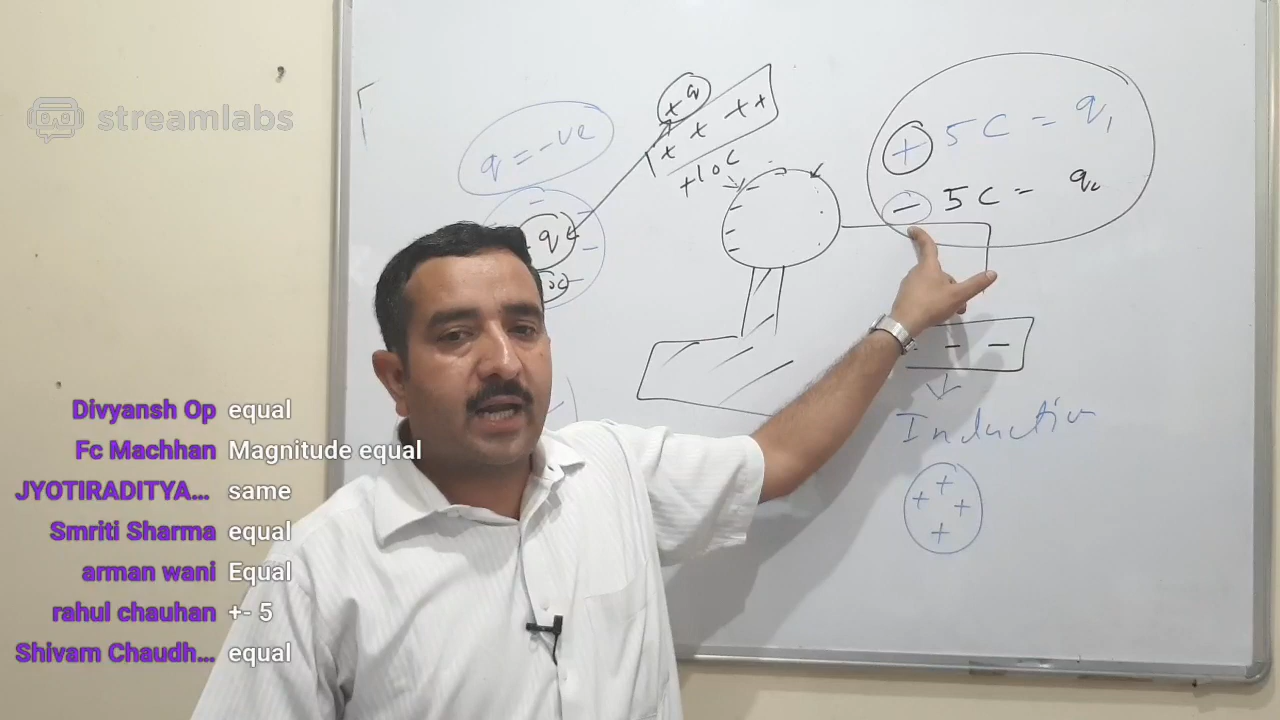 streamlabs
q = -ve
+q
+ + + +
+10C
+ 5C = q1
- 5C =
q
- -
Induction
+ + + +
Divyansh Op equal
Fc Machhan Magnitude equal
JYOTIRADITYA... same
Smriti Sharma equal
arman wani Equal
rahul chauhan +- 5
Shivam Chaudh... equal